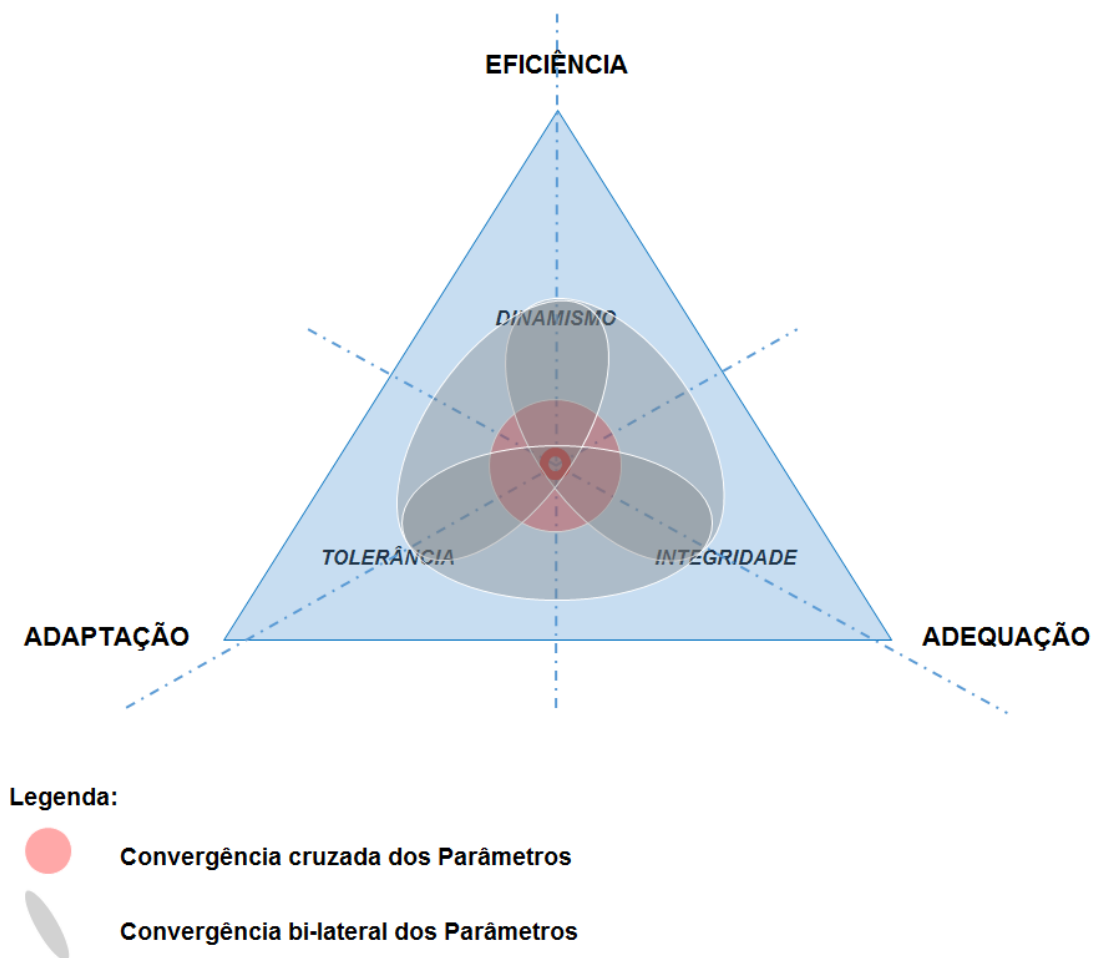 EFICIÊNCIA
DINAMISMO
TOLERÂNCIA
INTEGRIDADE
ADAPTAÇÃO
ADEQUAÇÃO
Legenda:
Convergência cruzada dos Parâmetros
Convergência bi-lateral dos Parâmetros